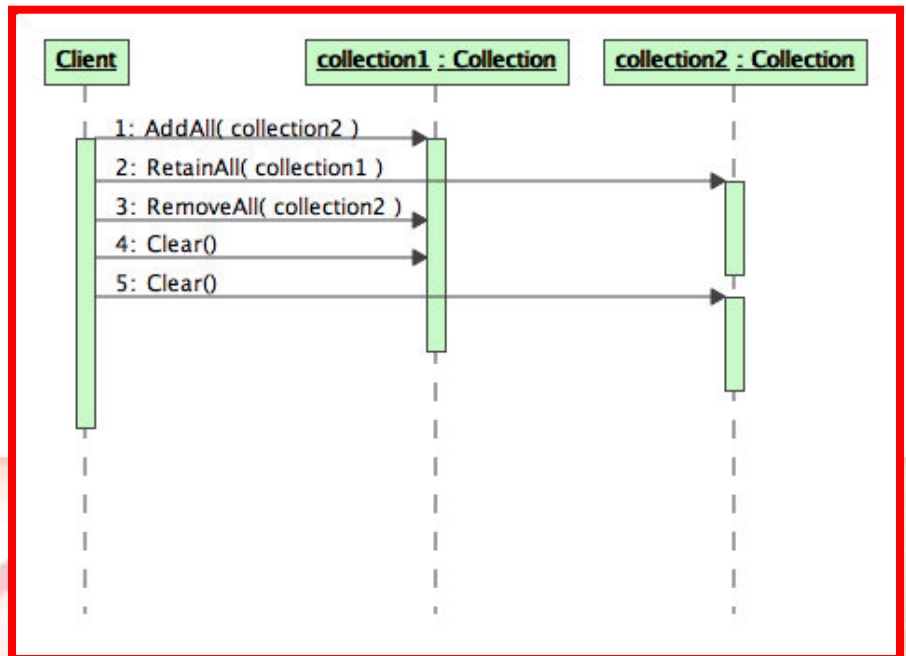 Client
collection1 : Collection
collection2 : Collection
1: AddAll( collection2 )
2: RetainAll( collection1 )
3: RemoveAll( collection2 )
4: Clear()
5: Clear()